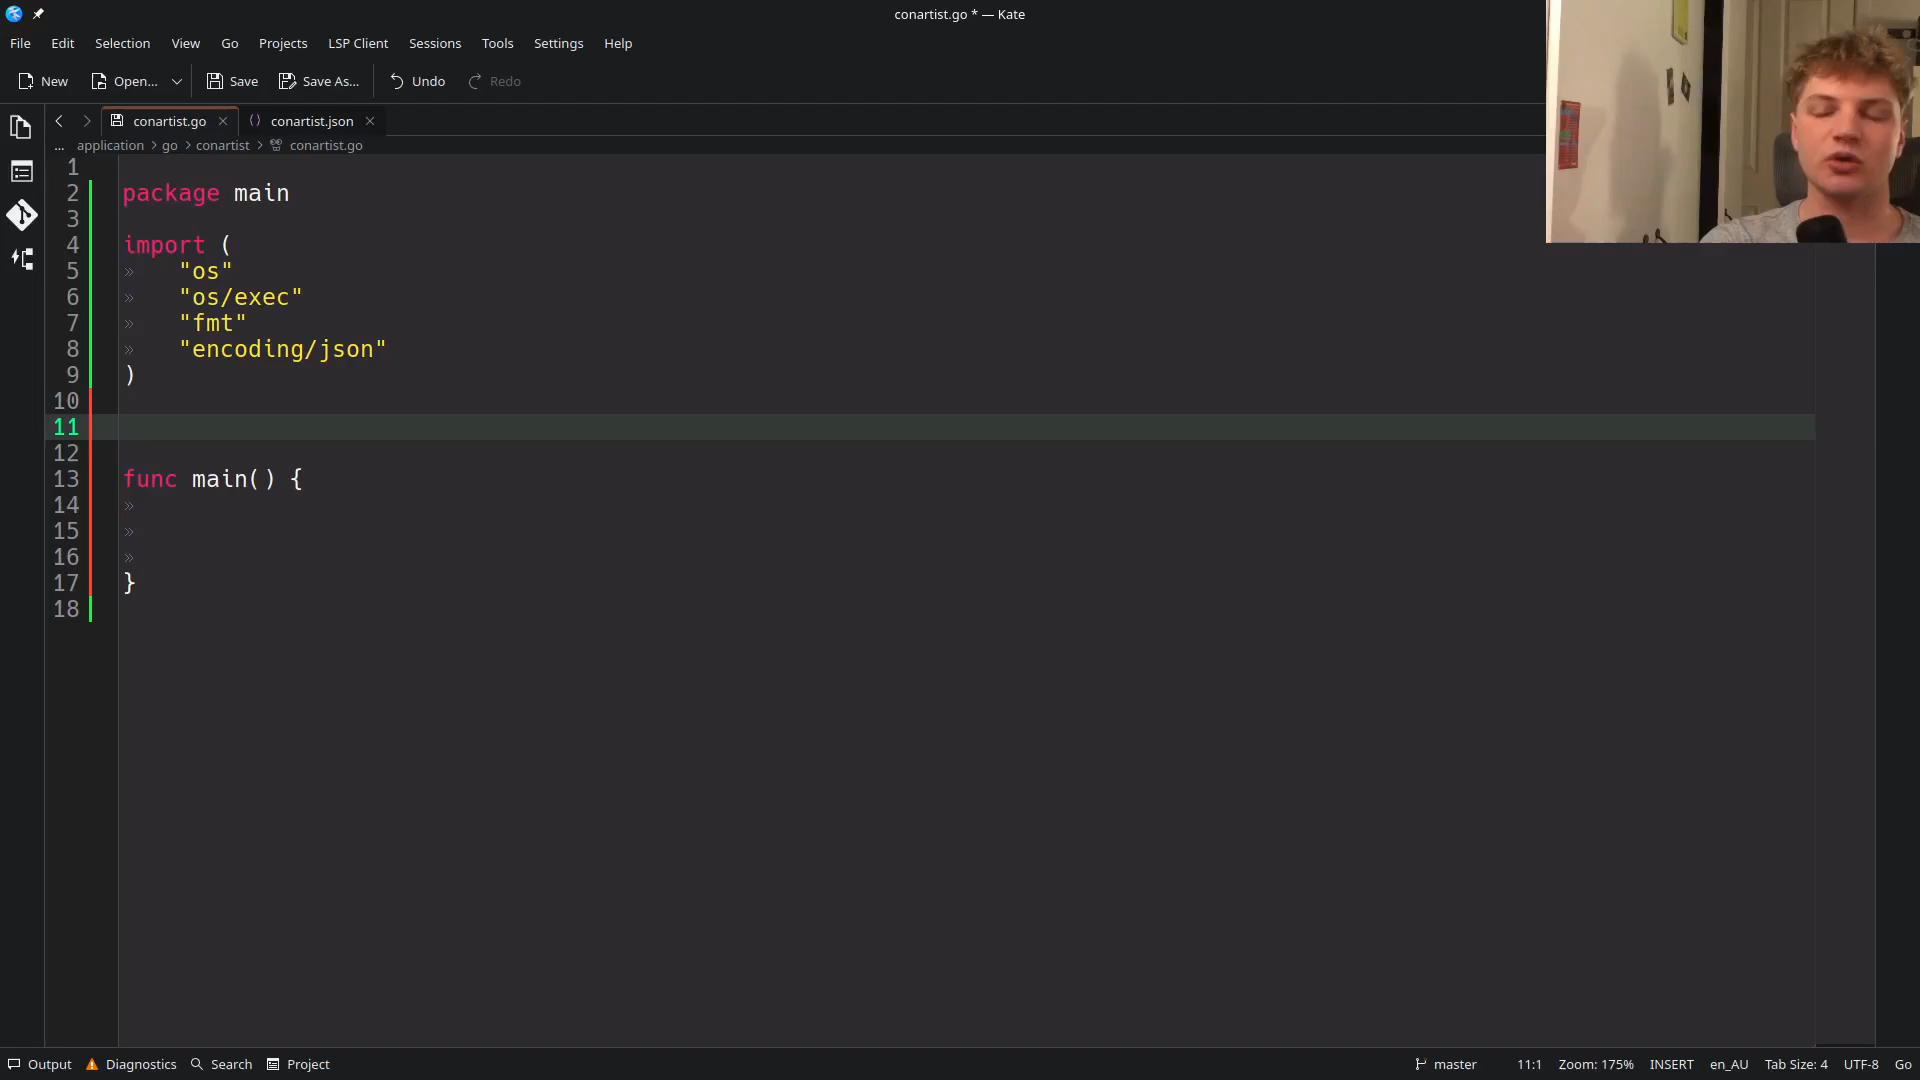 conartist.go * — Kate
File Edit Selection View Go Projects LSP Client Sessions Tools Settings Help
New Open... Save Save As... Undo Redo
conartist.go conartist.json
... application go conartist conartist.go
1
2 package main
3
4 import (
5 "os"
6 "os/exec"
7 "fmt"
8 "encoding/json"
9 )
10
11
12
13 func main() {
14
15
16
17 }
18
Output Diagnostics Search Project master 11:1 Zoom: 175% INSERT en_AU Tab Size: 4 UTF-8 Go